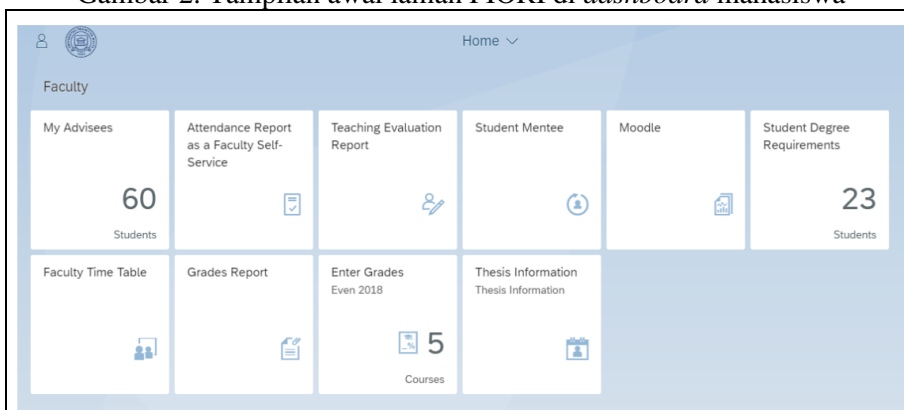 Gambar 2. Tampilan awal laman FIORI di dashboard mahasiswa
Home
Faculty
My Advisees
60
Students
Attendance Report
as a Faculty Self-
Service
Teaching Evaluation
Report
Student Mentee
Moodle
Student Degree
Requirements
23
Students
Faculty Time Table
Grades Report
Enter Grades
Even 2018
5
Courses
Thesis Information
Thesis Information